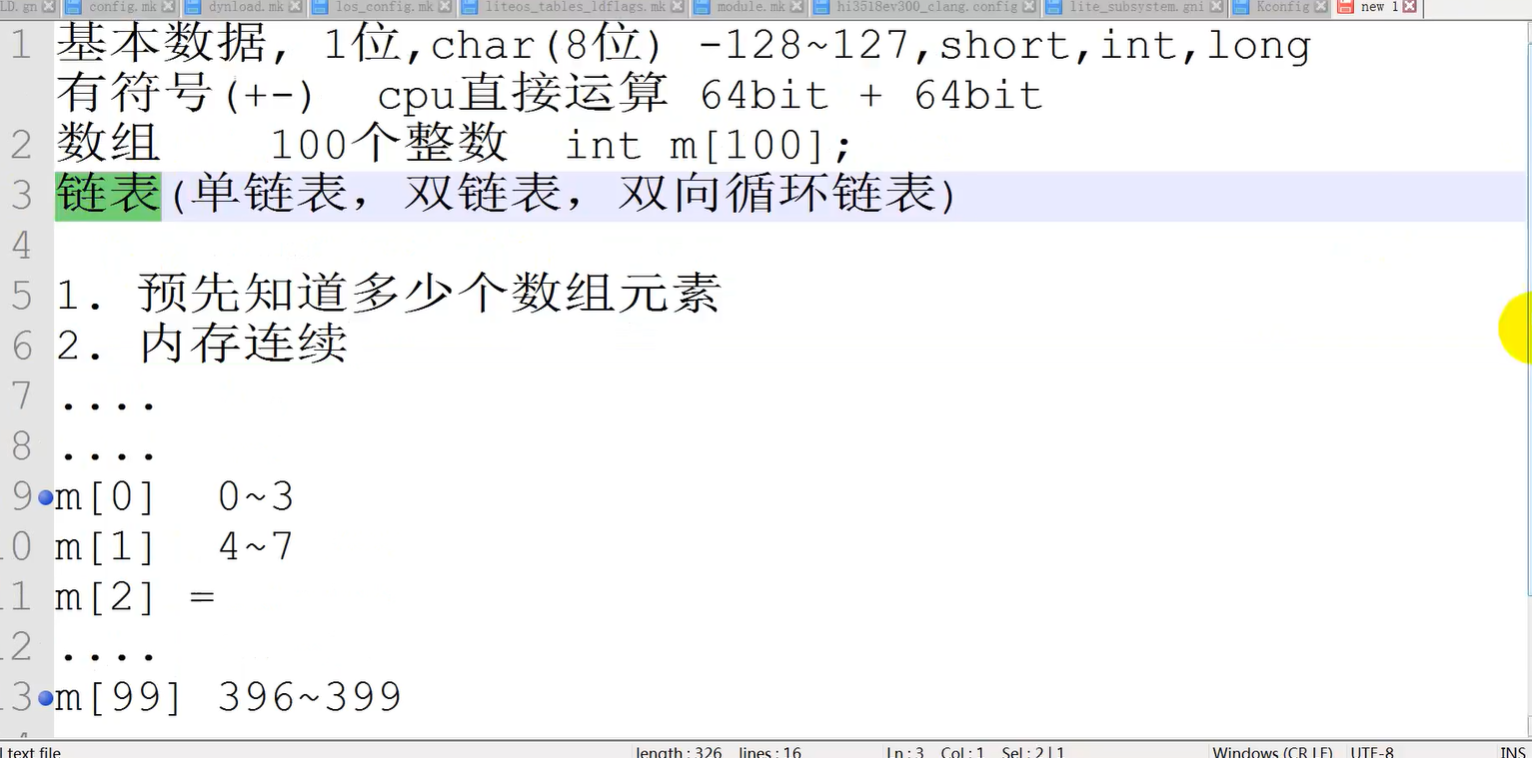 LD.gn config.mk dynload.mk los_config.mk liteos_tables_ldflags.mk module.mk hi3518ev300_clang.config lite_subsystem.gni Kconfig new 1
1 基本数据, 1位,char(8位) -128~127,short,int,long
有符号(+-) cpu直接运算 64bit + 64bit
2 数组 100个整数 int m[100];
3 链表(单链表，双链表，双向循环链表)
4
5 1. 预先知道多少个数组元素
6 2. 内存连续
7 ....
8 ....
9 m[0] 0~3
10 m[1] 4~7
11 m[2] =
12 ....
13 m[99] 396~399
l text file length : 326 lines : 16 Ln : 3 Col : 1 Sel : 2 | 1 Windows (CR LF) UTF-8 INS